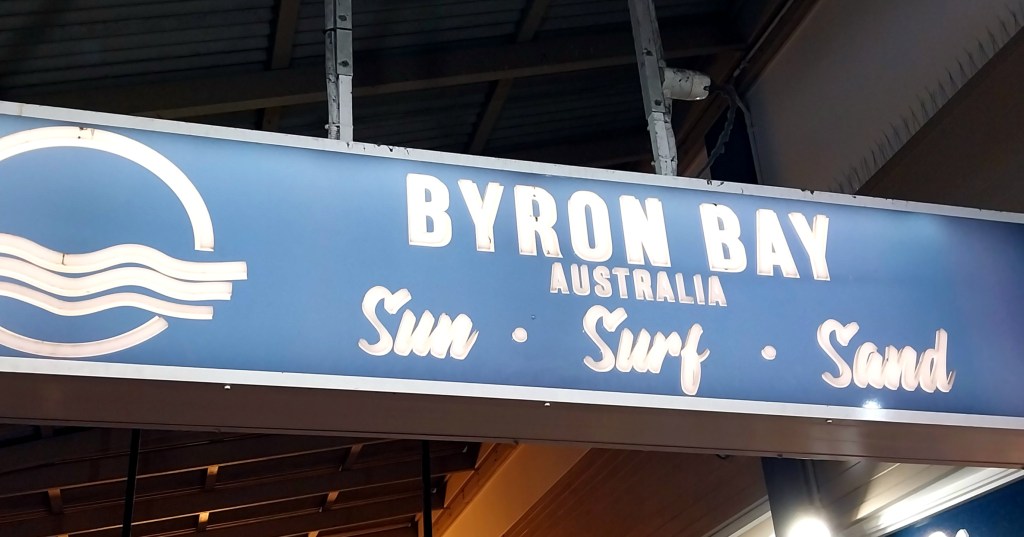 BYRON BAY
AUSTRALIA
Sun • Surf • Sand